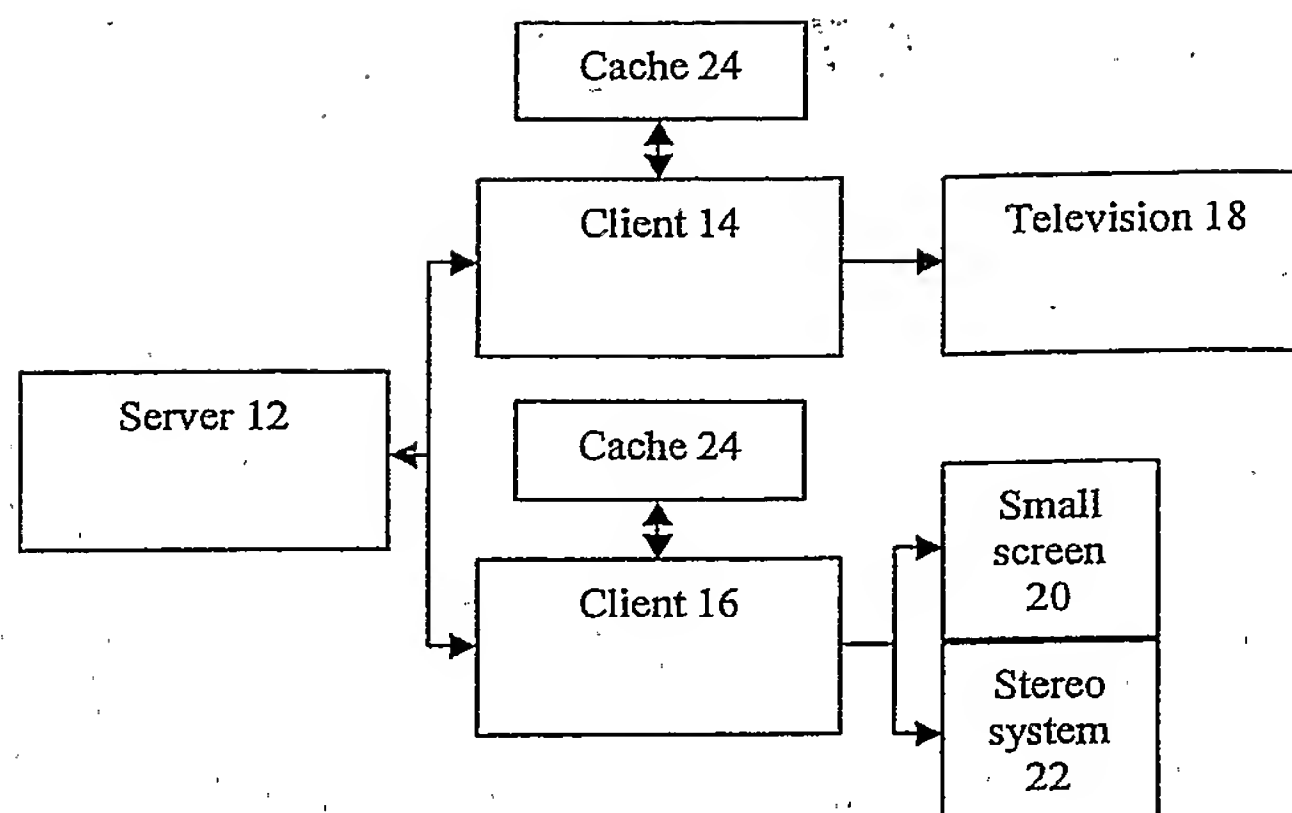 Cache 24
Client 14
Television 18
Server 12
Cache 24
Client 16
Small
screen
20
Stereo
system
22